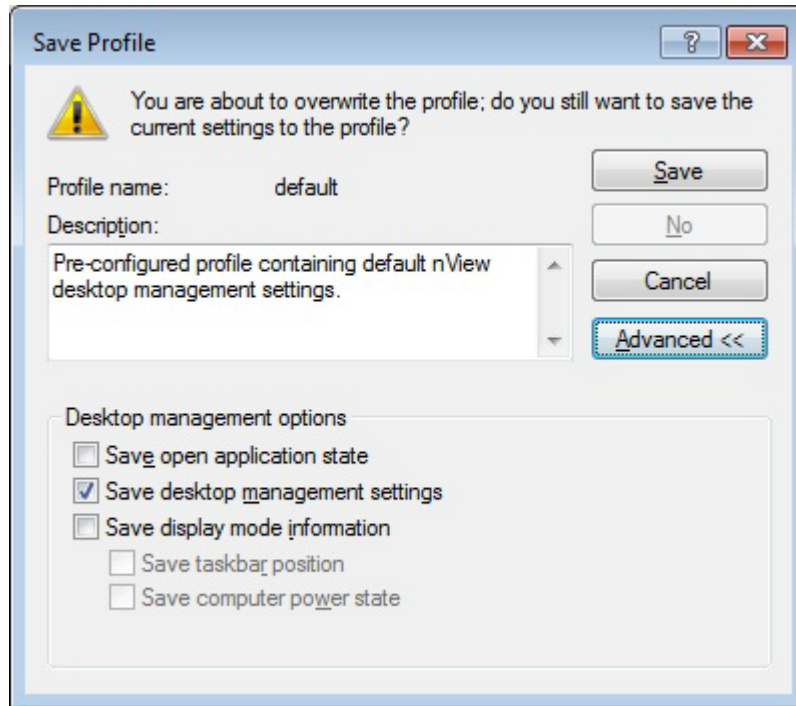 Save Profile
You are about to overwrite the profile; do you still want to save the
current settings to the profile?
Profile name: default
Save
Description:
No
Pre-configured profile containing default nView
desktop management settings.
Cancel
Advanced <<
Desktop management options
Save open application state
Save desktop management settings
Save display mode information
Save taskbar position
Save computer power state